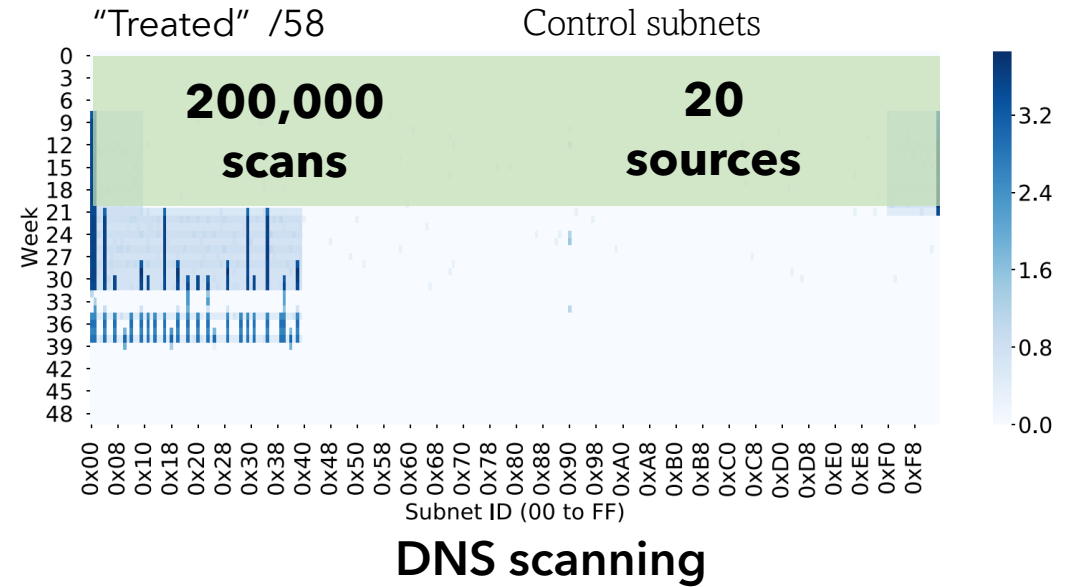 “Treated” /58
Control subnets
200,000
scans
20
sources
0
3
6
9
12
15
18
21
24
27
30
33
36
39
42
45
48
Week
0x00
0x08
0x10
0x18
0x20
0x28
0x30
0x38
0x40
0x48
0x50
0x58
0x60
0x68
0x70
0x78
0x80
0x88
0x90
0x98
0xA0
0xA8
0xB0
0xB8
0xC0
0xC8
0xD0
0xD8
0xE0
0xE8
0xF0
0xF8
Subnet ID (00 to FF)
3.2
2.4
1.6
0.8
0.0
DNS scanning